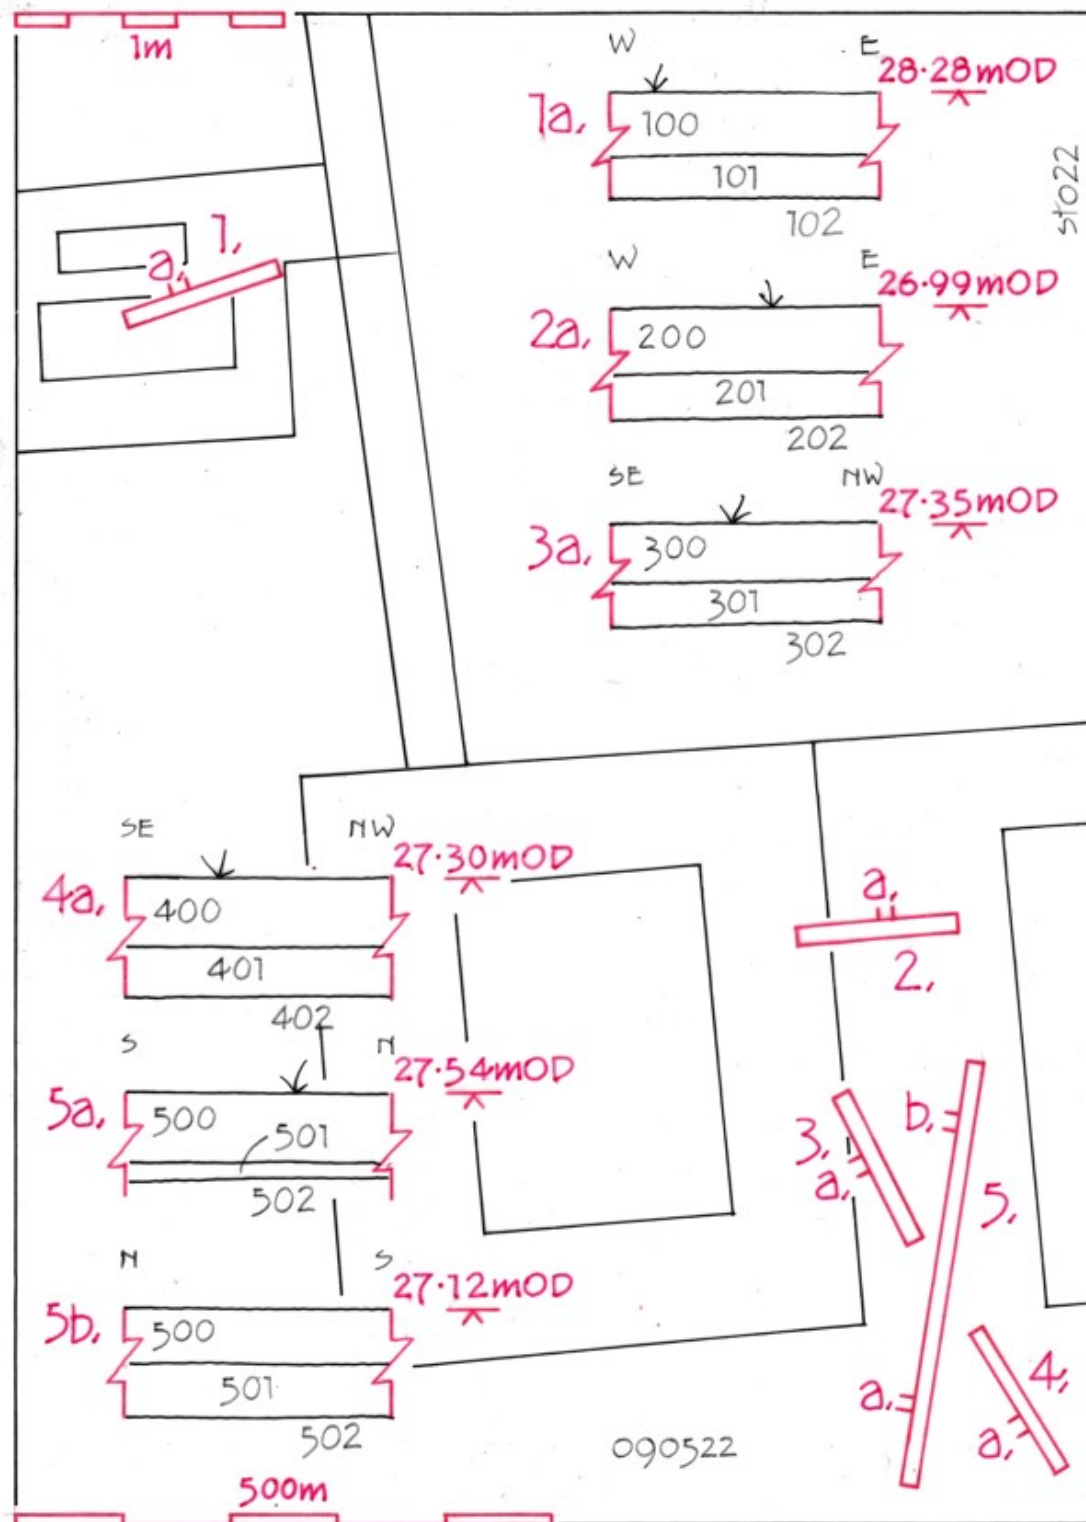 1m
W E
28.28mOD
1a,
100
101
102
sto22
a, 1,
W E
26.99mOD
2a,
200
201
202
SE NW
27.35mOD
3a,
300
301
302
SE NW
27.30mOD
4a,
400
401
402
S N
27.54mOD
5a,
500
501
502
N S
27.12mOD
5b,
500
501
502
a,
2,
3,
a,
b,
5,
a,
4,
a,
090522
500m